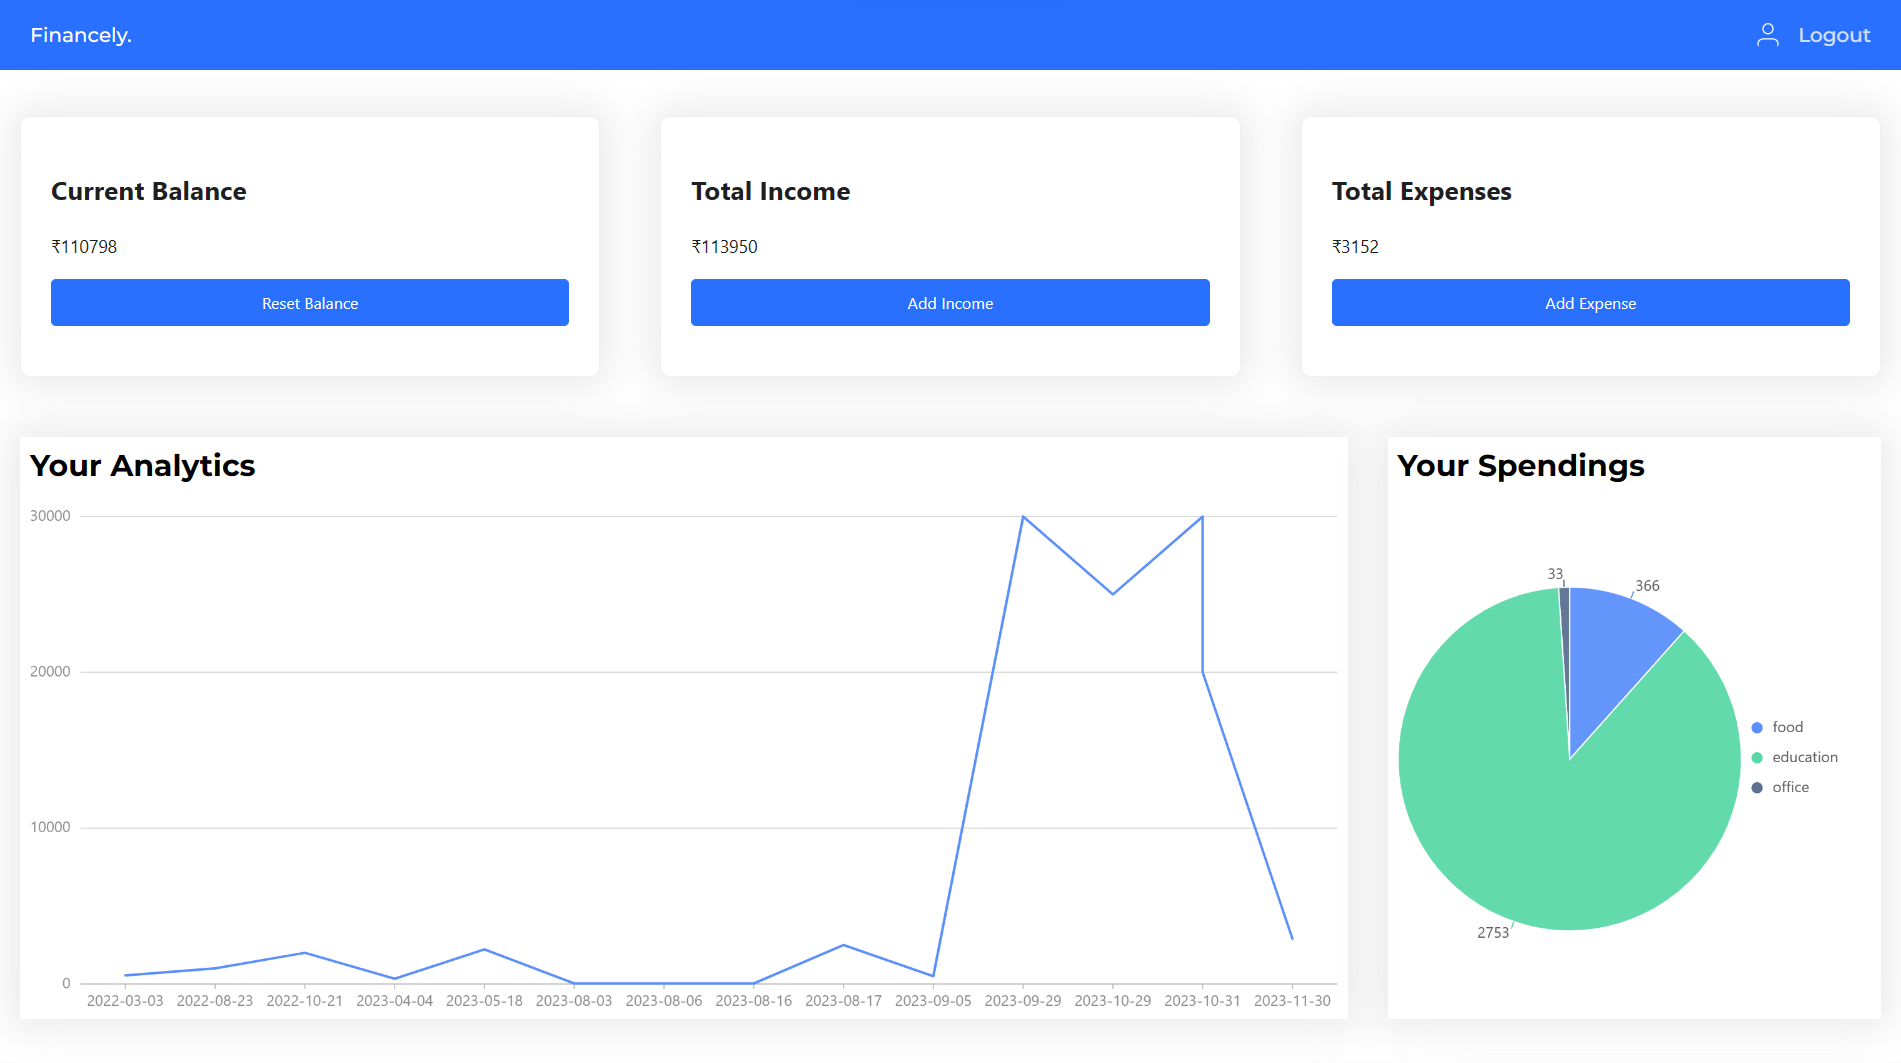 Financely.
Logout
Current Balance
₹110798
Reset Balance
Total Income
₹113950
Add Income
Total Expenses
₹3152
Add Expense
Your Analytics
30000
20000
10000
0
2022-03-03 2022-08-23 2022-10-21 2023-04-04 2023-05-18 2023-08-03 2023-08-06 2023-08-16 2023-08-17 2023-09-05 2023-09-29 2023-10-29 2023-10-31 2023-11-30
Your Spendings
33
366
2753
food
education
office